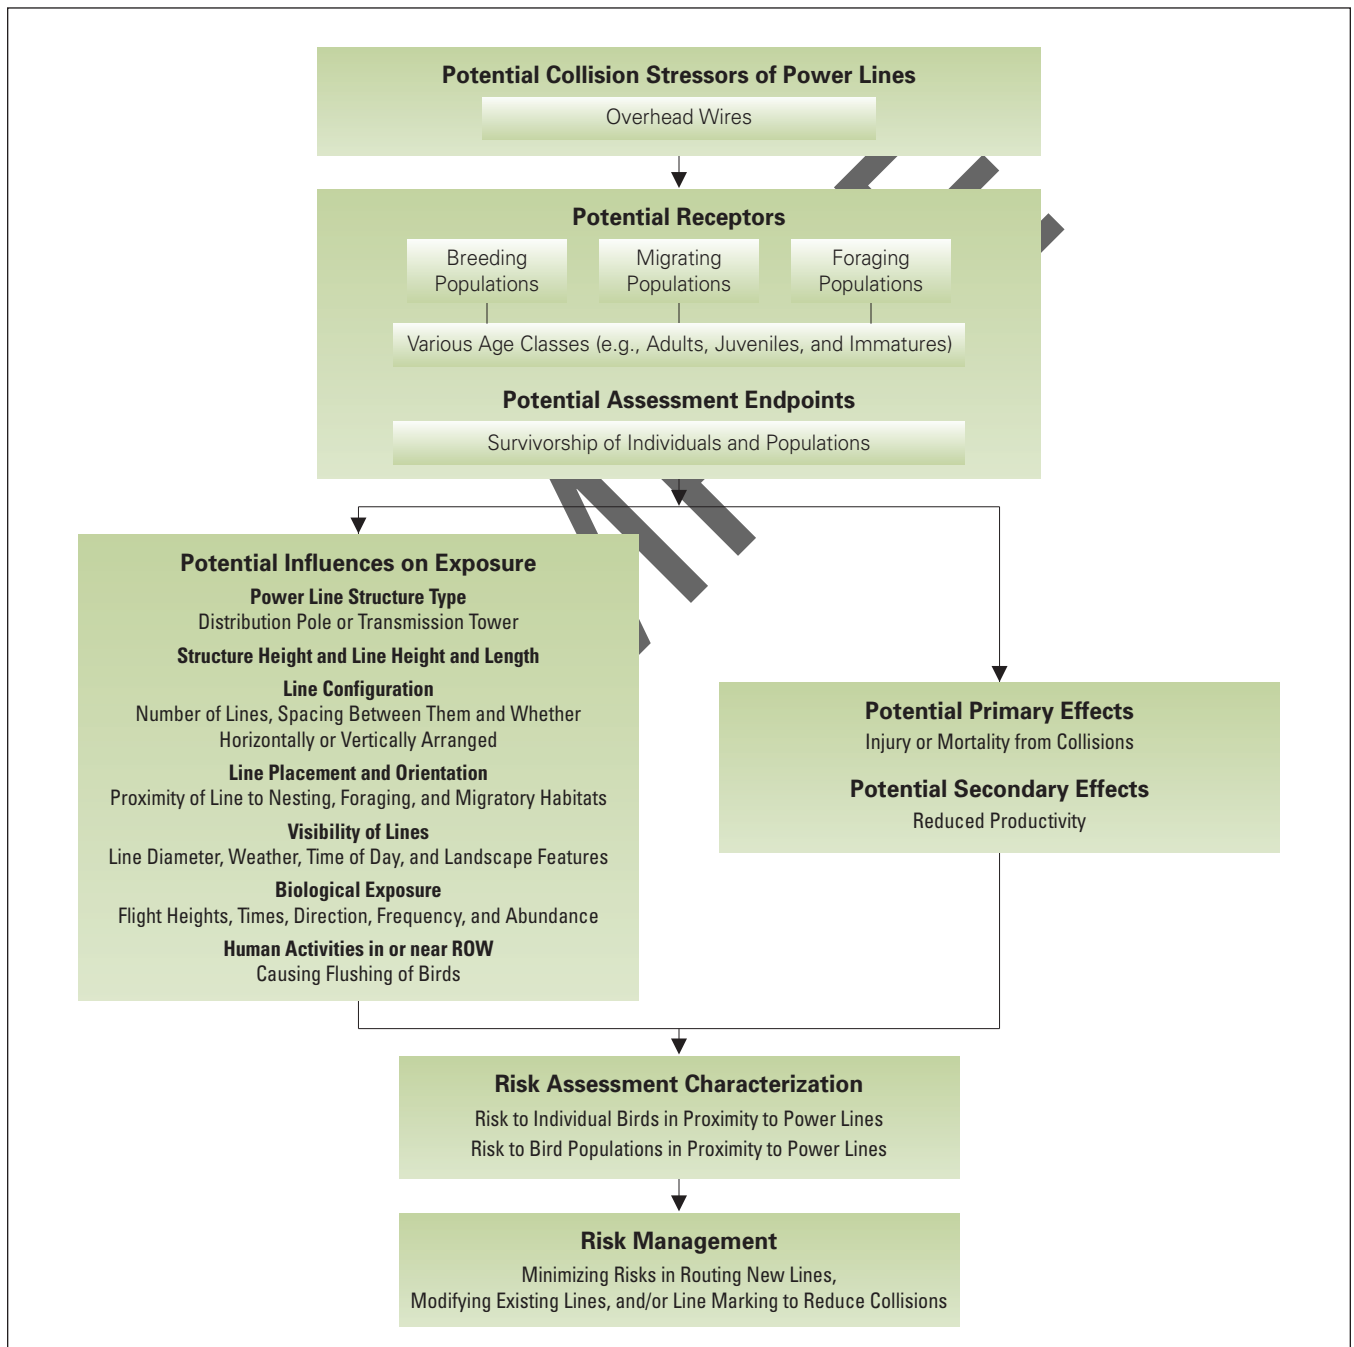 Potential Collision Stressors of Power Lines
Overhead Wires
Potential Receptors
Breeding
Populations
Migrating
Populations
Foraging
Populations
Various Age Classes (e.g., Adults, Juveniles, and Immatures)
Potential Assessment Endpoints
Survivorship of Individuals and Populations
Potential Influences on Exposure
Power Line Structure Type
Distribution Pole or Transmission Tower
Structure Height and Line Height and Length
Line Configuration
Number of Lines, Spacing Between Them and Whether
Horizontally or Vertically Arranged
Line Placement and Orientation
Proximity of Line to Nesting, Foraging, and Migratory Habitats
Visibility of Lines
Line Diameter, Weather, Time of Day, and Landscape Features
Biological Exposure
Flight Heights, Times, Direction, Frequency, and Abundance
Human Activities in or near ROW
Causing Flushing of Birds
Potential Primary Effects
Injury or Mortality from Collisions
Potential Secondary Effects
Reduced Productivity
Risk Assessment Characterization
Risk to Individual Birds in Proximity to Power Lines
Risk to Bird Populations in Proximity to Power Lines
Risk Management
Minimizing Risks in Routing New Lines,
Modifying Existing Lines, and/or Line Marking to Reduce Collisions